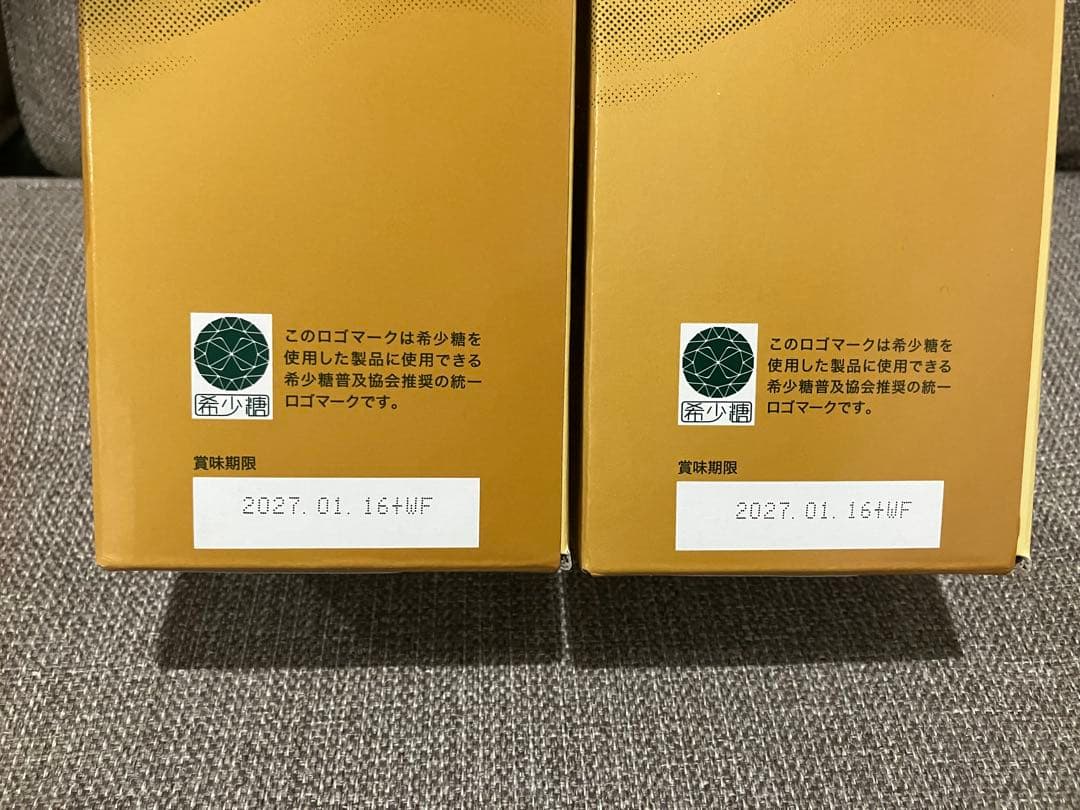 このロゴマークは希少糖を
使用した製品に使用できる
希少糖普及協会推奨の統一
ロゴマークです。
希少糖
賞味期限
2027.01.16+WF
このロゴマークは希少糖を
使用した製品に使用できる
希少糖普及協会推奨の統一
ロゴマークです。
希少糖
賞味期限
2027.01.16+WF